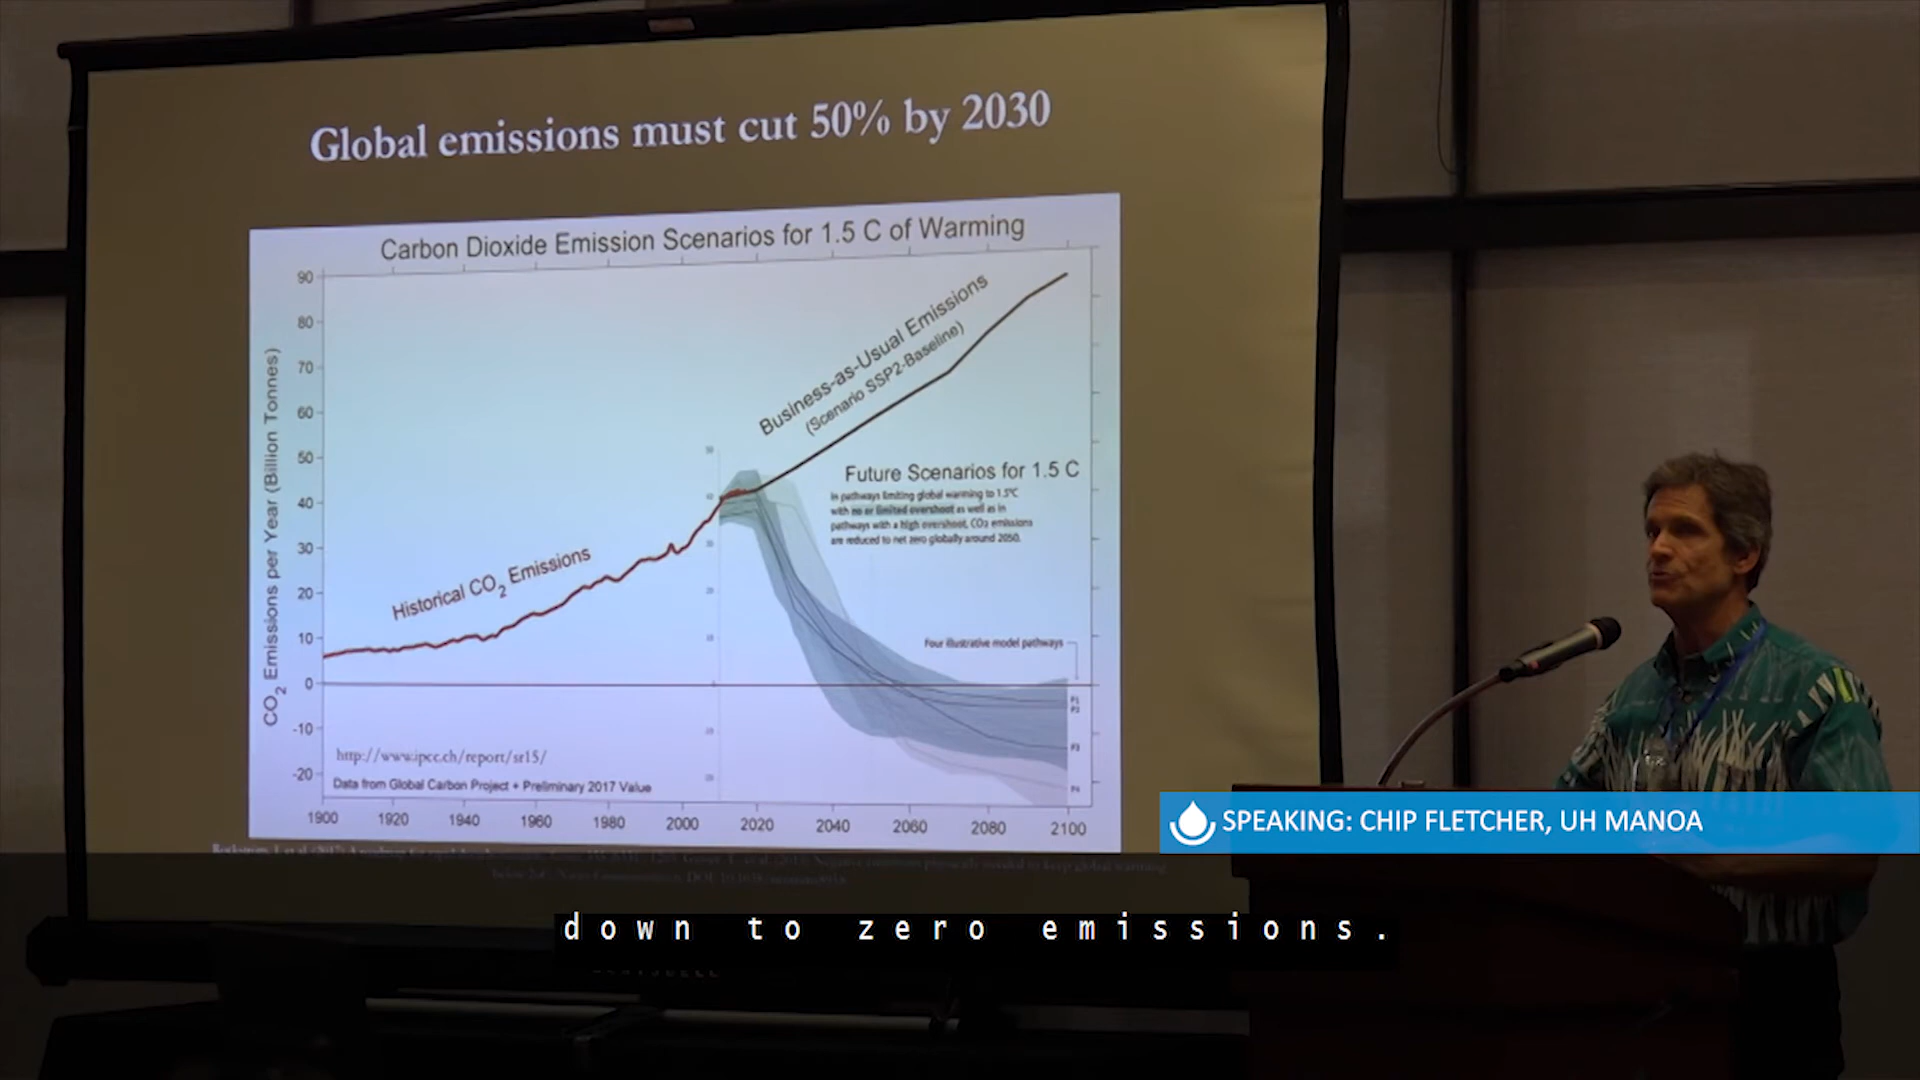 Global emissions must cut 50% by 2030
Carbon Dioxide Emission Scenarios for 1.5 C of Warming
CO2 Emissions per Year (Billion Tonnes)
90
80
70
60
50
40
30
20
10
0
-10
-20
Business-as-Usual Emissions
(Scenario SSP2-Baseline)
Historical CO2 Emissions
Future Scenarios for 1.5 C
In pathways limiting global warming to 1.5°C
with no or limited overshoot as well as in
pathways with a high overshoot, CO2 emissions
are reduced to net zero globally around 2050.
Four illustrative model pathways
P1
P2
P3
P4
http://www.ipcc.ch/report/sr15/
Data from Global Carbon Project + Preliminary 2017 Value
1900 1920 1940 1960 1980 2000 2020 2040 2060 2080 2100
SPEAKING: CHIP FLETCHER, UH MANOA
down to zero emissions.